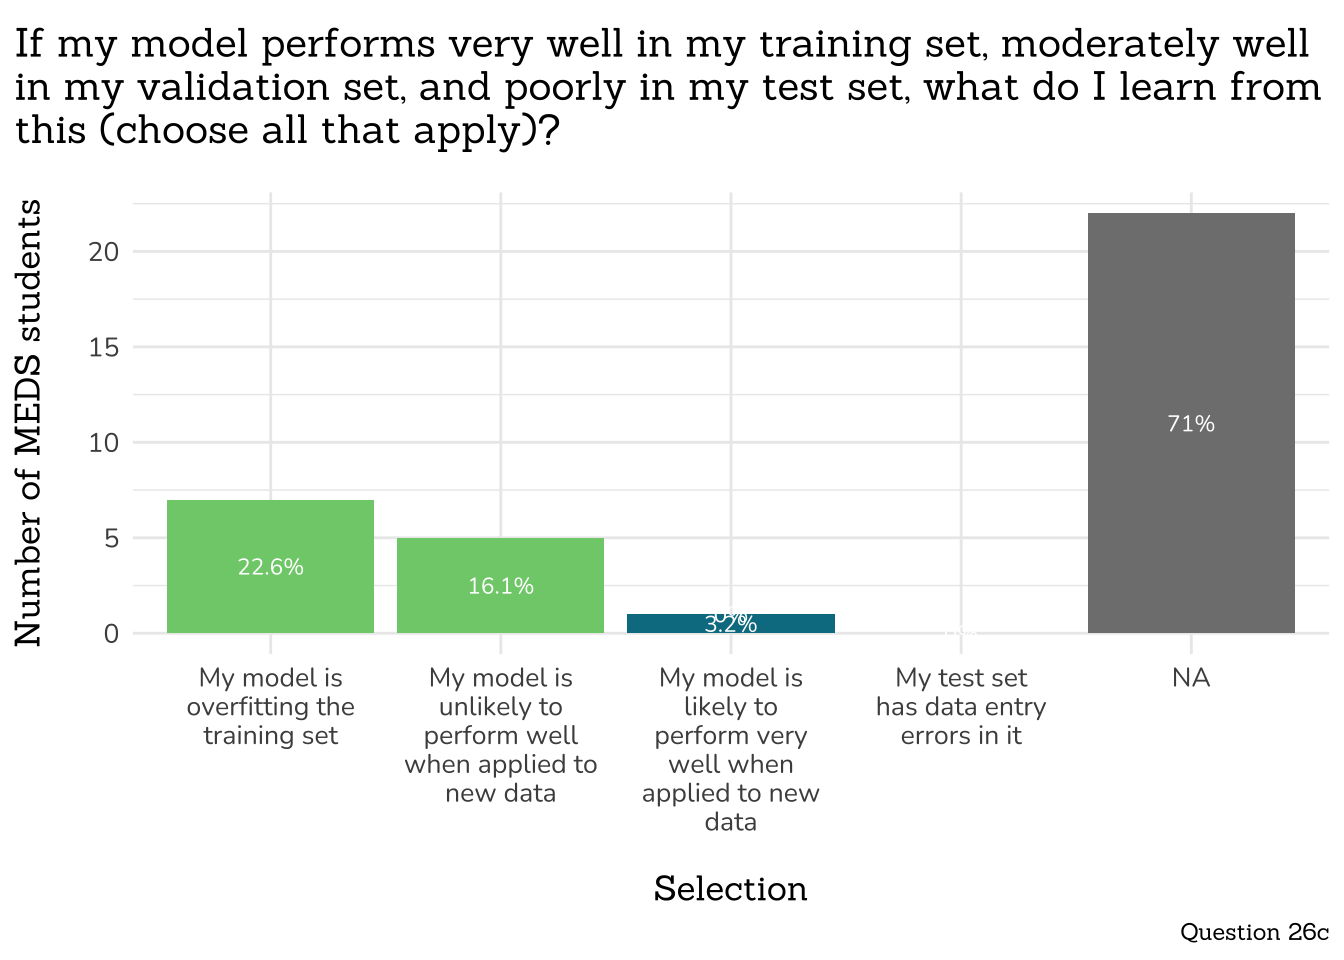 If my model performs very well in my training set, moderately well
in my validation set, and poorly in my test set, what do I learn from
this (choose all that apply)?
Number of MEDS students
20
15
10
5
0
22.6%
16.1%
3.2%
71%
My model is
overfitting the
training set
My model is
unlikely to
perform well
when applied to
new data
My model is
likely to
perform very
well when
applied to new
data
My test set
has data entry
errors in it
NA
Selection
Question 26c